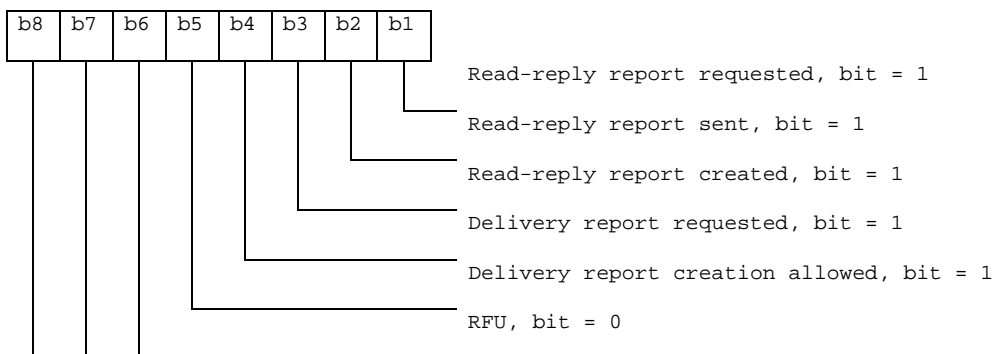 b8 b7 b6 b5 b4 b3 b2 b1
Read-reply report requested, bit = 1
Read-reply report sent, bit = 1
Read-reply report created, bit = 1
Delivery report requested, bit = 1
Delivery report creation allowed, bit = 1
RFU, bit = 0